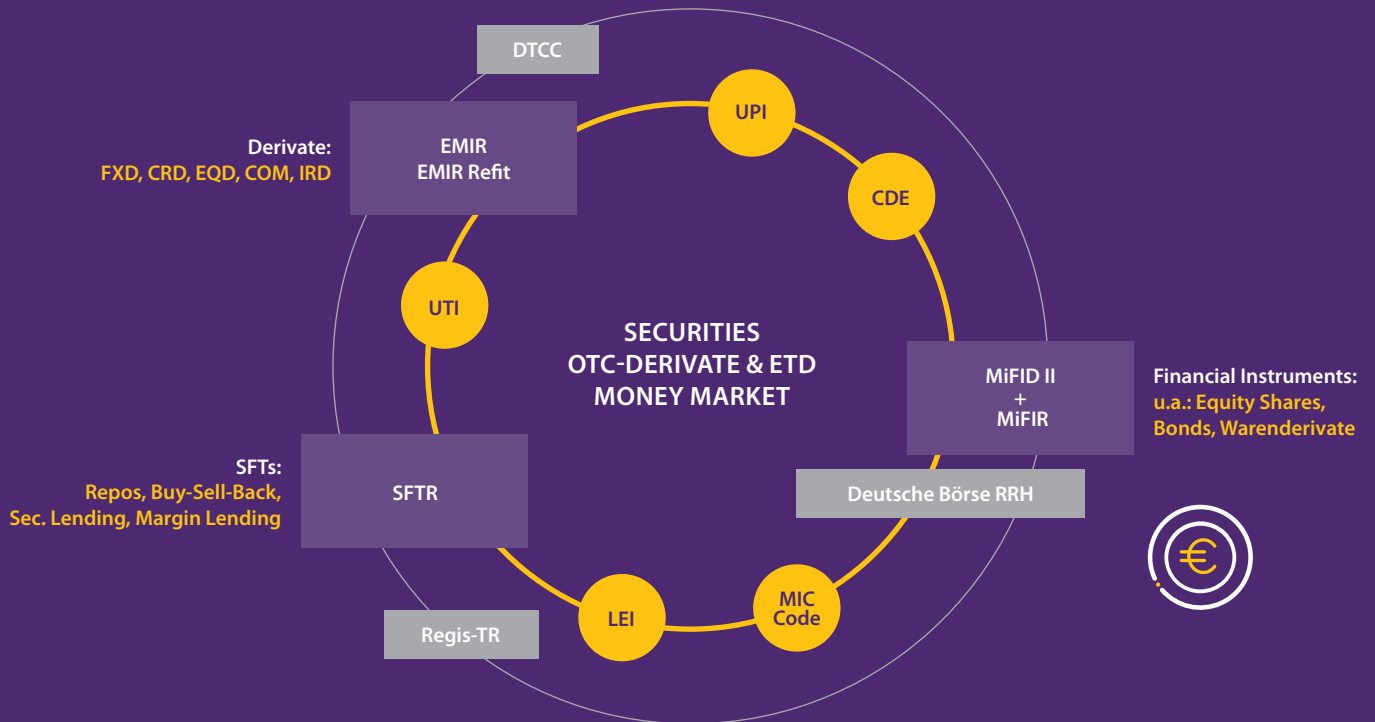 DTCC
UPI
EMIR
EMIR Refit
Derivate:
FXD, CRD, EQD, COM, IRD
CDE
UTI
SECURITIES
OTC-DERIVATE & ETD
MONEY MARKET
MiFID II
+
MiFIR
Financial Instruments:
u.a.: Equity Shares,
Bonds, Warenderivate
SFTs:
Repos, Buy-Sell-Back,
Sec. Lending, Margin Lending
SFTR
Deutsche Börse RRH
€
MIC
Code
LEI
Regis-TR